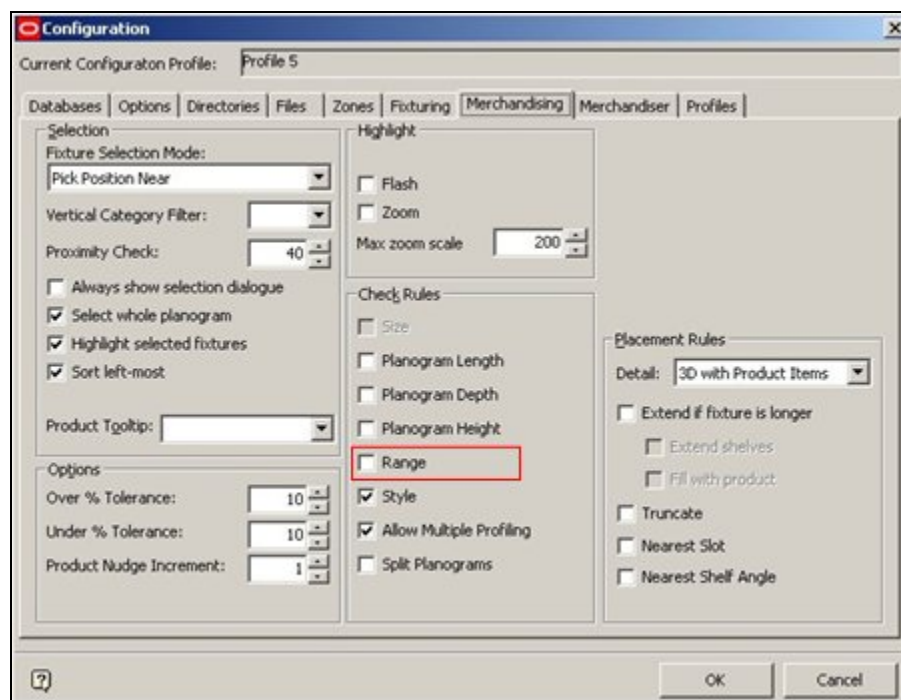 Configuration
Current Configuraton Profile: Profile 5
Databases Options Directories Files Zones Fixturing Merchandising Merchandiser Profiles
Selection
Fixture Selection Mode:
Pick Position Near
Vertical Category Filter:
Proximity Check: 40
Always show selection dialogue
Select whole planogram
Highlight selected fixtures
Sort left-most
Product Tooltip:
Options
Over % Tolerance: 10
Under % Tolerance: 10
Product Nudge Increment: 1
Highlight
Flash
Zoom
Max zoom scale 200
Check Rules
Size
Planogram Length
Planogram Depth
Planogram Height
Range
Style
Allow Multiple Profiling
Split Planograms
Placement Rules
Detail: 3D with Product Items
Extend if fixture is longer
Extend shelves
Fill with product
Truncate
Nearest Slot
Nearest Shelf Angle
?
OK Cancel